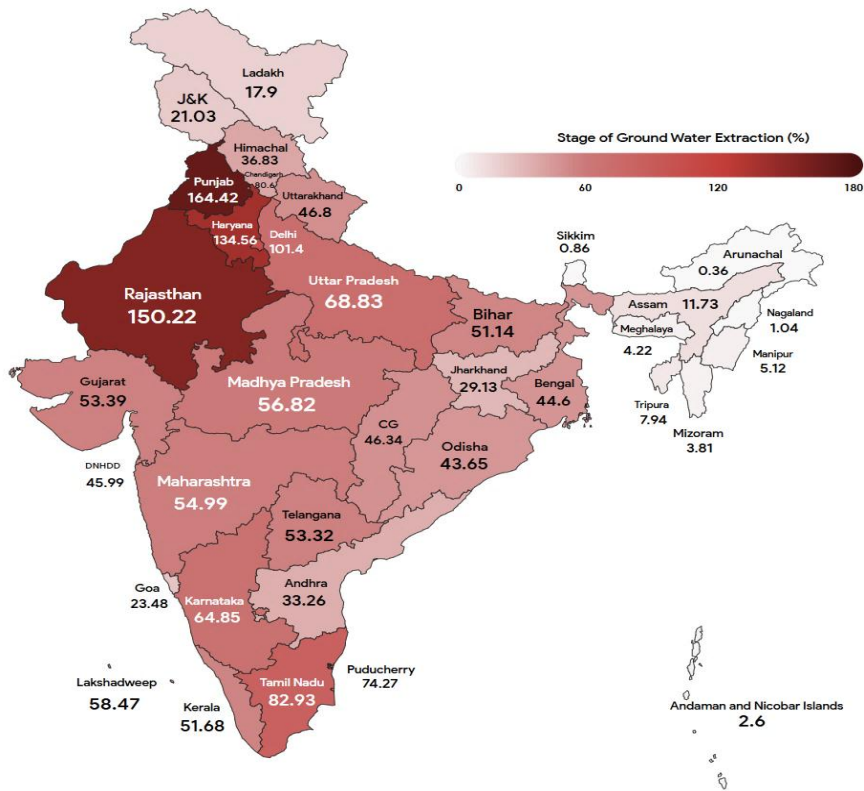 Ladakh
17.9
J&K
21.03
Himachal
36.83
Chandigarh
80.6
Punjab
164.42
Uttarakhand
46.8
Haryana
134.56
Delhi
101.4
Stage of Ground Water Extraction (%)
0 60 120 180
Rajasthan
150.22
Uttar Pradesh
68.83
Bihar
51.14
Sikkim
0.86
Arunachal
0.36
Assam 11.73
Nagaland
1.04
Meghalaya
4.22
Manipur
5.12
Tripura
7.94
Mizoram
3.81
Gujarat
53.39
Madhya Pradesh
56.82
Jharkhand
29.13
Bengal
44.6
CG
46.34
Odisha
43.65
DNHDD
45.99
Maharashtra
54.99
Telangana
53.32
Goa
23.48
Karnataka
64.85
Andhra
33.26
Lakshadweep
58.47
Kerala
51.68
Tamil Nadu
82.93
Puducherry
74.27
Andaman and Nicobar Islands
2.6